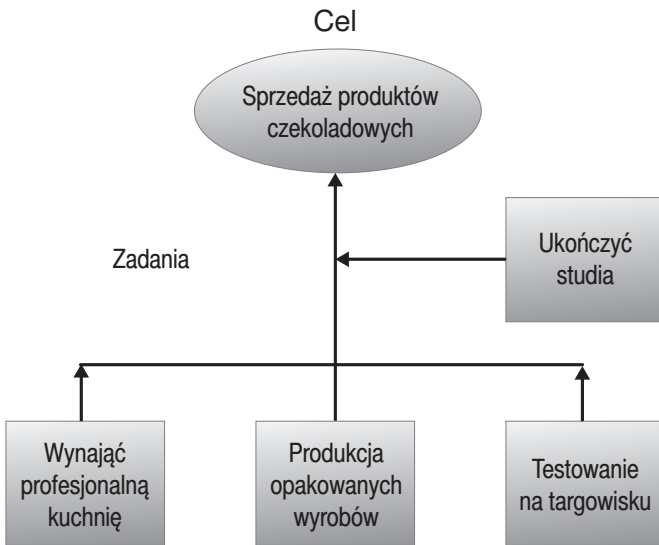 Cel
Sprzedaż produktów
czekoladowych
Zadania
Ukończyć
studia
Wynająć
profesjonalną
kuchnię
Produkcja
opakowanych
wyrobów
Testowanie
na targowisku